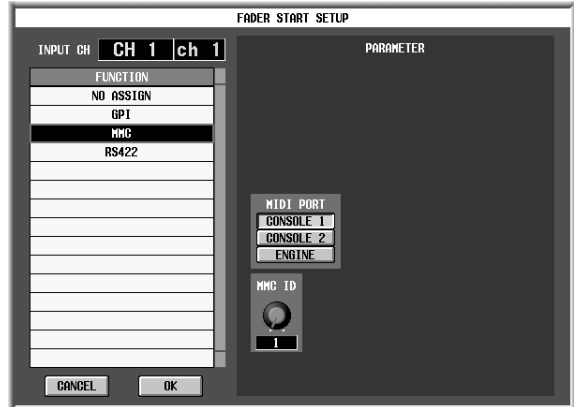 FADER START SETUP
INPUT CH CH 1 ch 1
FUNCTION
NO ASSIGN
GPI
MMC
RS422
CANCEL OK
PARAMETER
MIDI PORT
CONSOLE 1
CONSOLE 2
ENGINE
MMC ID
1